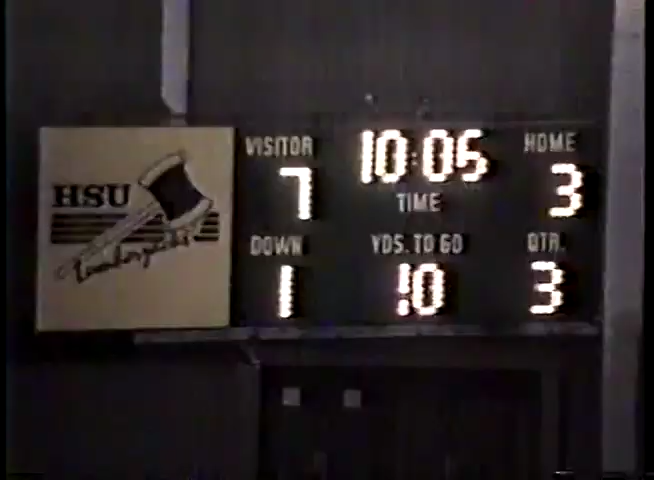 HSU
Lumberjacks
VISITOR 10:05 HOME
7 TIME 3
DOWN YDS. TO GO QTR.
1 10 3